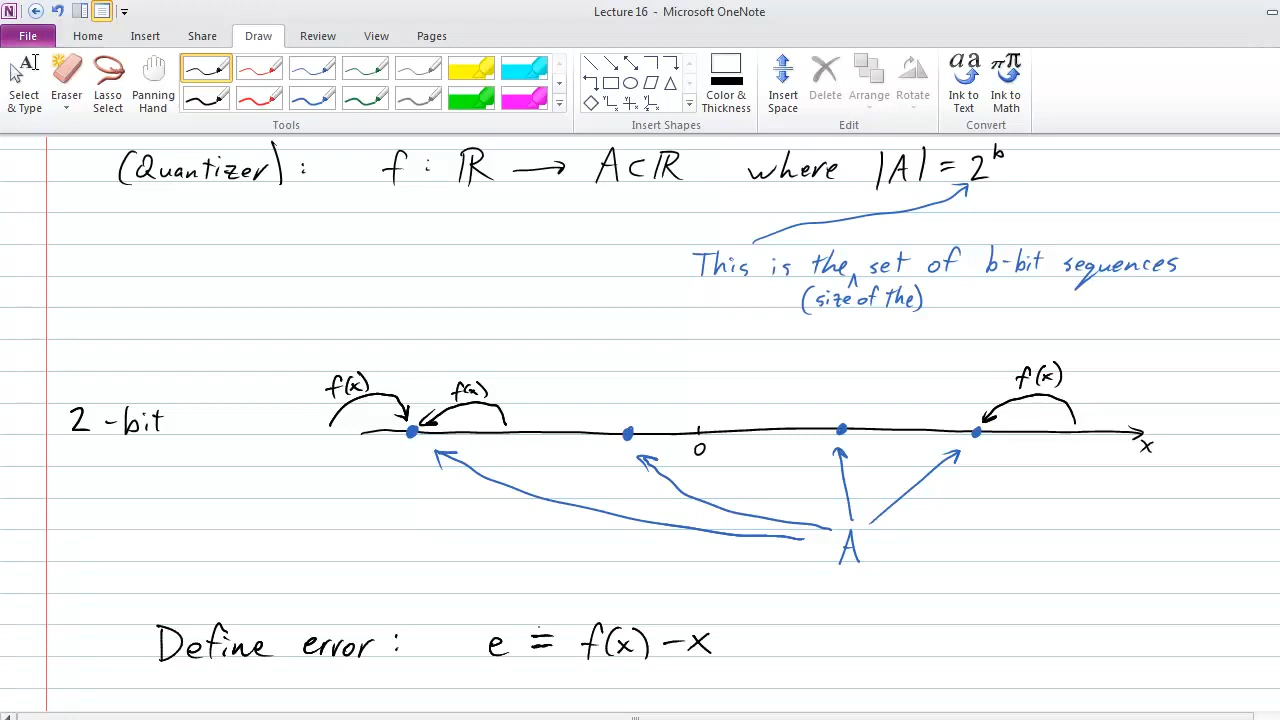 Lecture 16 - Microsoft OneNote
File Home Insert Share Draw Review View Pages
Select & Type Eraser Lasso Select Panning Hand Color & Thickness Insert Space Delete Arrange Rotate Ink to Text Ink to Math
Tools Insert Shapes Edit Convert
(Quantizer) : f : ℝ ⟶ A⊂ℝ where |A| = 2^b
This is the ^ set of b-bit sequences
(size of the)
f(x) f(x) f(x)
2-bit
0 x
A
Define error : e ≐ f(x) - x